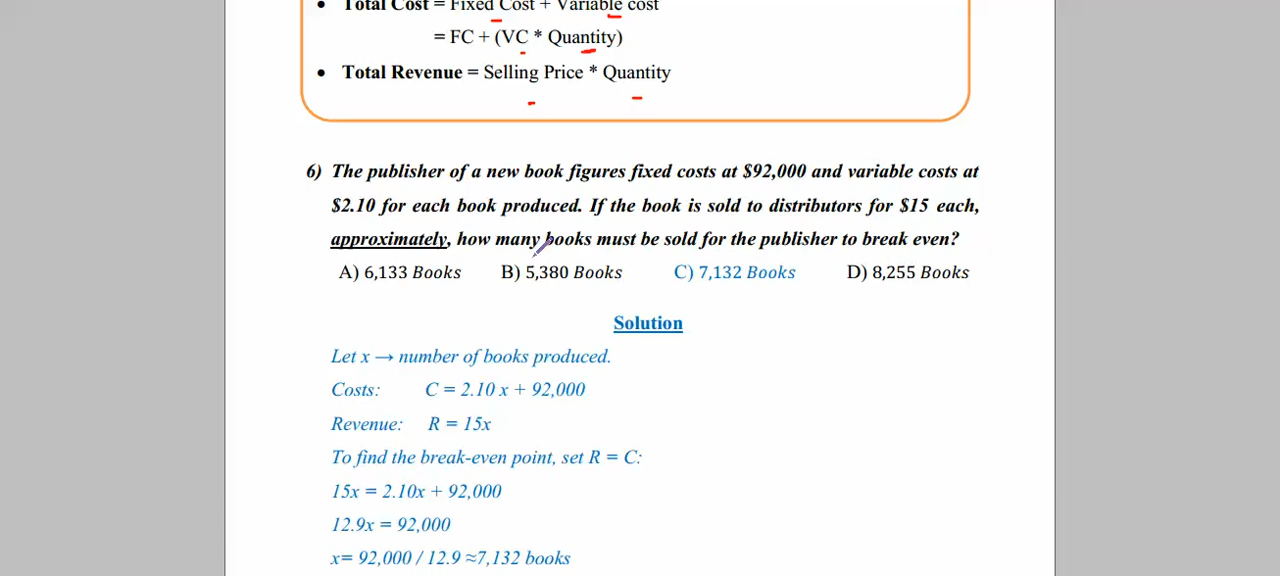 • Total Cost = Fixed Cost + Variable cost
= FC + (VC * Quantity)
• Total Revenue = Selling Price * Quantity
6) The publisher of a new book figures fixed costs at $92,000 and variable costs at
$2.10 for each book produced. If the book is sold to distributors for $15 each,
approximately, how many books must be sold for the publisher to break even?
A) 6,133 Books B) 5,380 Books C) 7,132 Books D) 8,255 Books
Solution
Let x → number of books produced.
Costs: C = 2.10 x + 92,000
Revenue: R = 15x
To find the break-even point, set R = C:
15x = 2.10x + 92,000
12.9x = 92,000
x= 92,000 / 12.9 ≈7,132 books